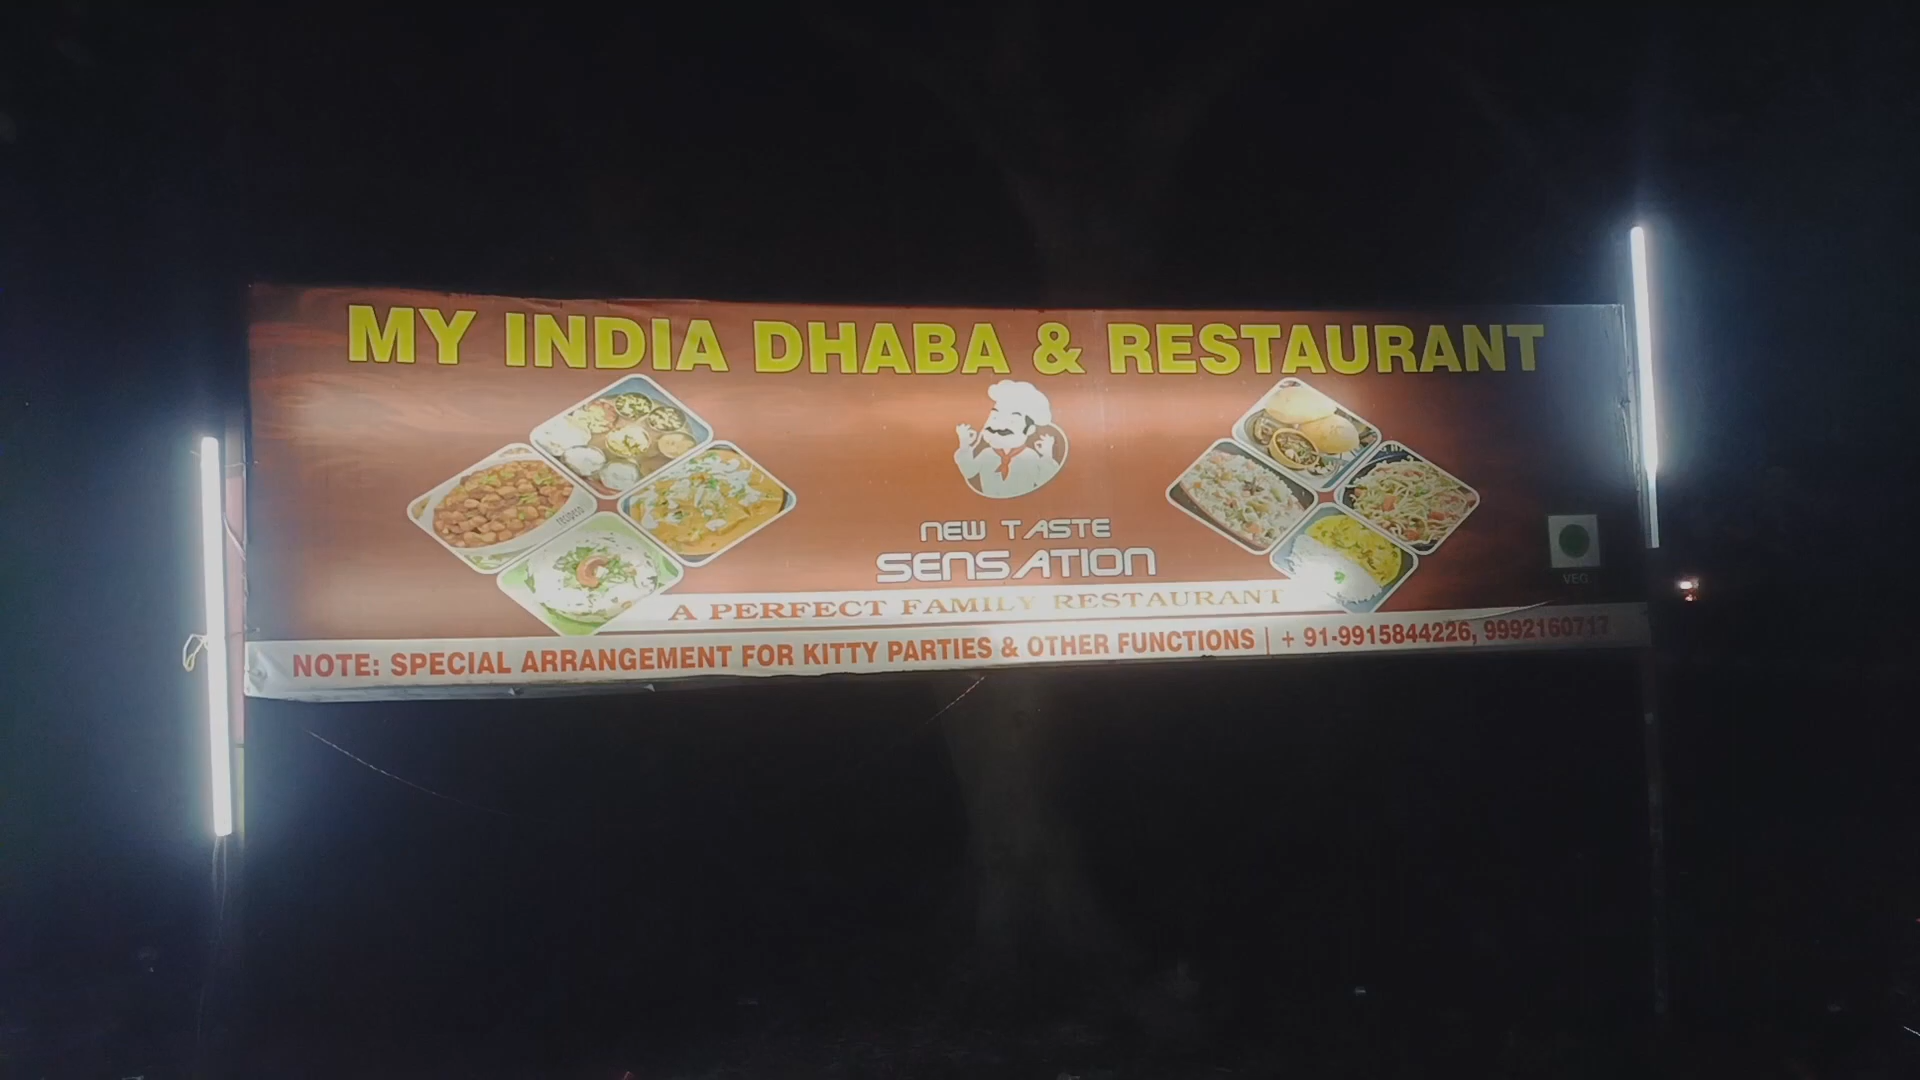 MY INDIA DHABA & RESTAURANT
NEW TASTE
SENSATION
VEG.
A PERFECT FAMILY RESTAURANT
NOTE: SPECIAL ARRANGEMENT FOR KITTY PARTIES & OTHER FUNCTIONS | + 91-9915844226, 9992160717